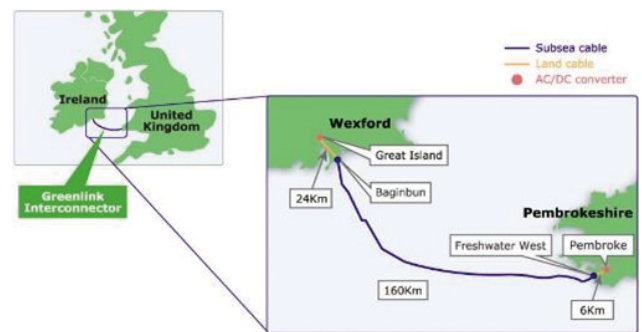 Ireland
United
Kingdom
Greenlink
Interconnector
Subsea cable
Land cable
AC/DC converter
Wexford
Great Island
Baginbun
24Km
Pembrokeshire
Freshwater West
Pembroke
160Km
6Km